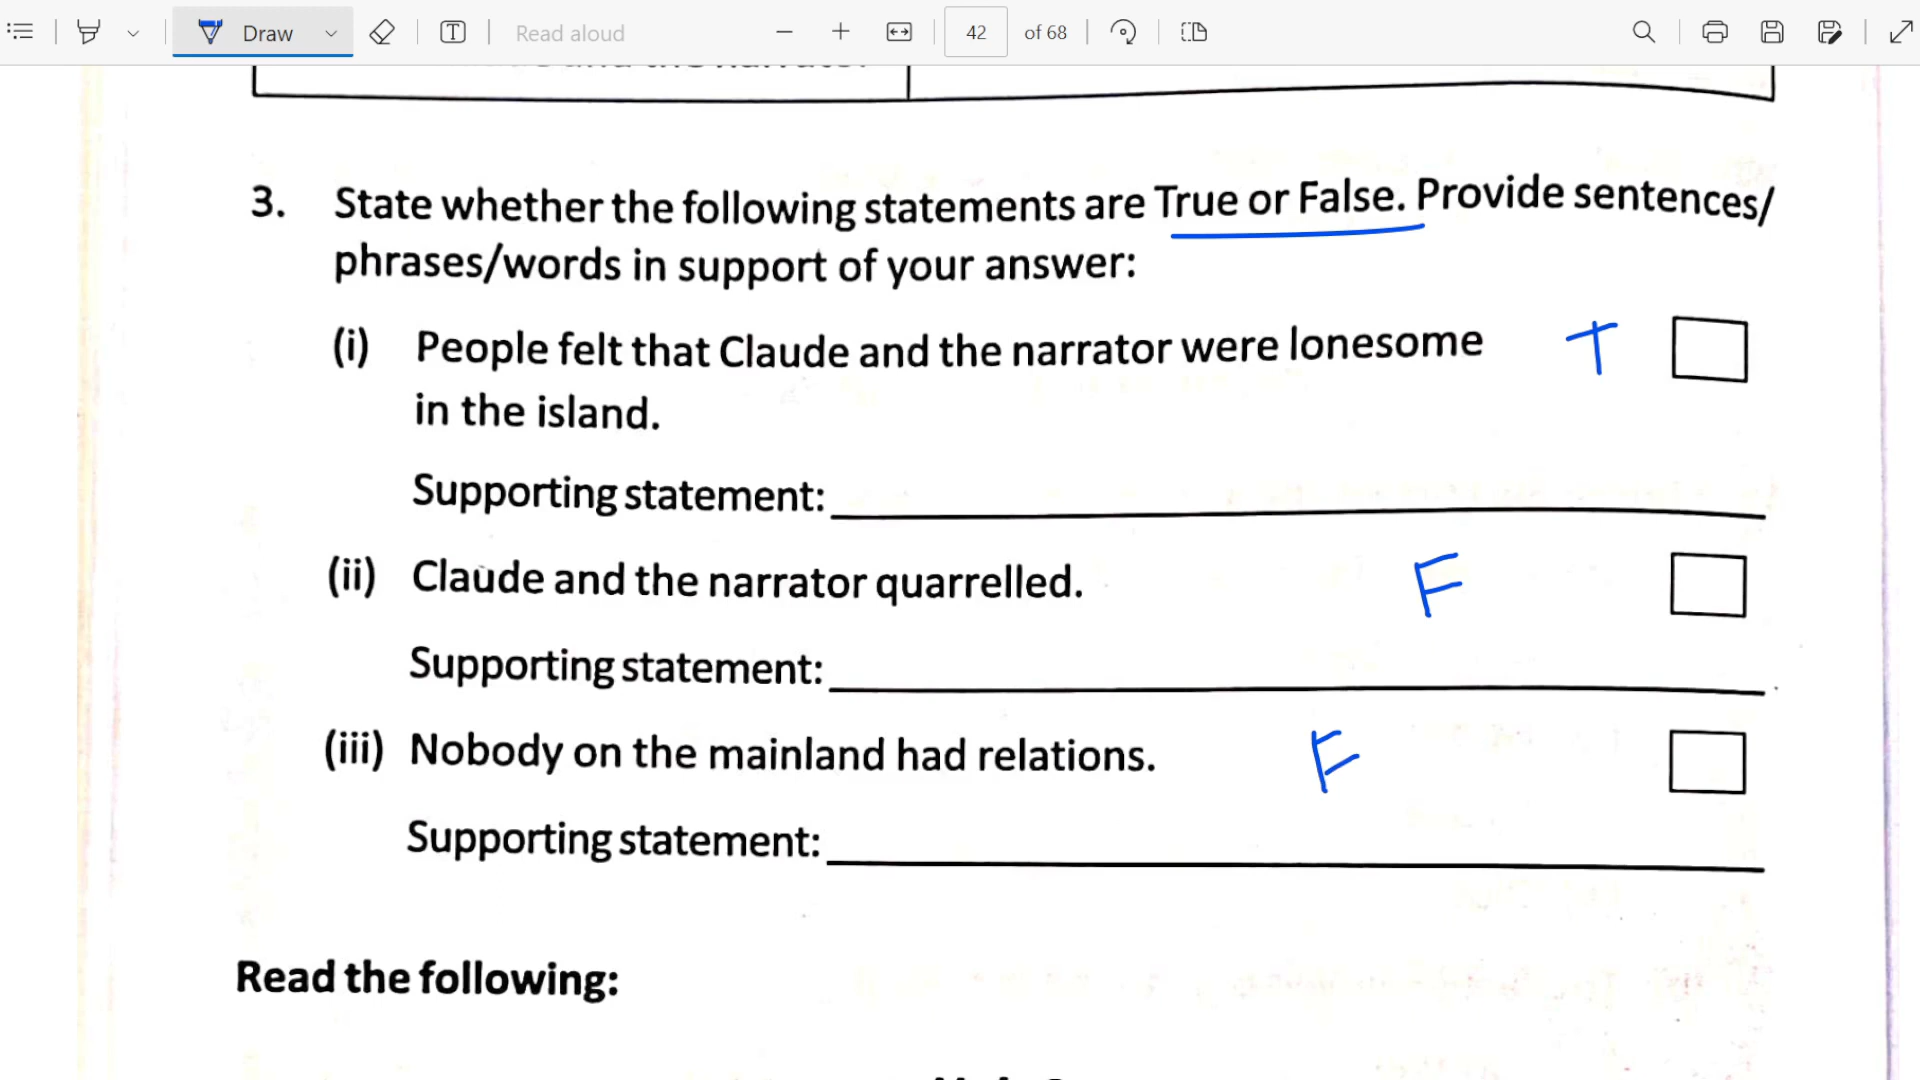 Draw
Read aloud
42 of 68
3. State whether the following statements are True or False. Provide sentences/
phrases/words in support of your answer:
(i) People felt that Claude and the narrator were lonesome T
in the island.
Supporting statement:
(ii) Claude and the narrator quarrelled. F
Supporting statement:
(iii) Nobody on the mainland had relations. F
Supporting statement:
Read the following: